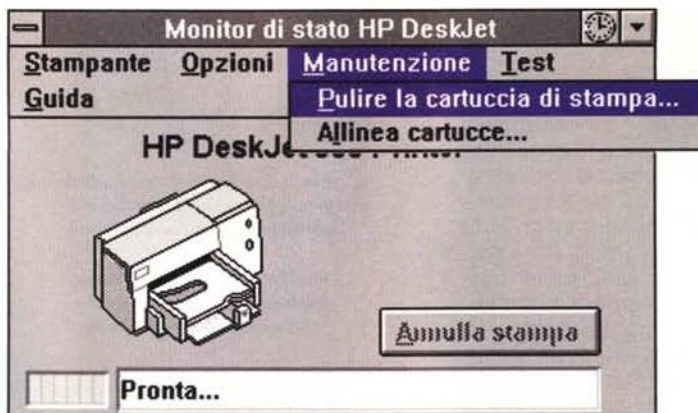 Monitor di stato HP DeskJet
Stampante Opzioni Manutenzione Test
Guida
Pulire la cartuccia di stampa...
Allinea cartucce...
HP DeskJet Printer
Annulla stampa
Pronta...